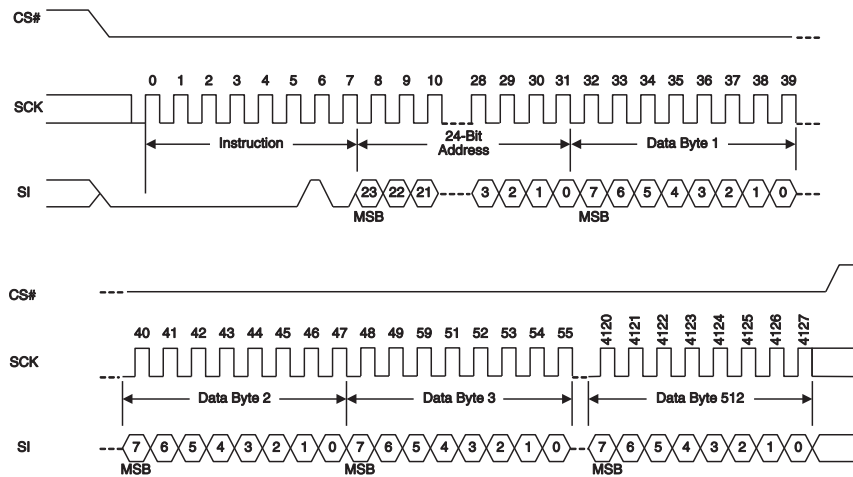 CS#
0 1 2 3 4 5 6 7 8 9 10 28 29 30 31 32 33 34 35 36 37 38 39
SCK
Instruction 24-Bit Address Data Byte 1
SI 23 22 21 3 2 1 0 7 6 5 4 3 2 1 0
MSB MSB
CS#
40 41 42 43 44 45 46 47 48 49 59 51 52 53 54 55 4120 4121 4122 4123 4124 4125 4126 4127
SCK
Data Byte 2 Data Byte 3 Data Byte 512
SI 7 6 5 4 3 2 1 0 7 6 5 4 3 2 1 0 7 6 5 4 3 2 1 0
MSB MSB MSB